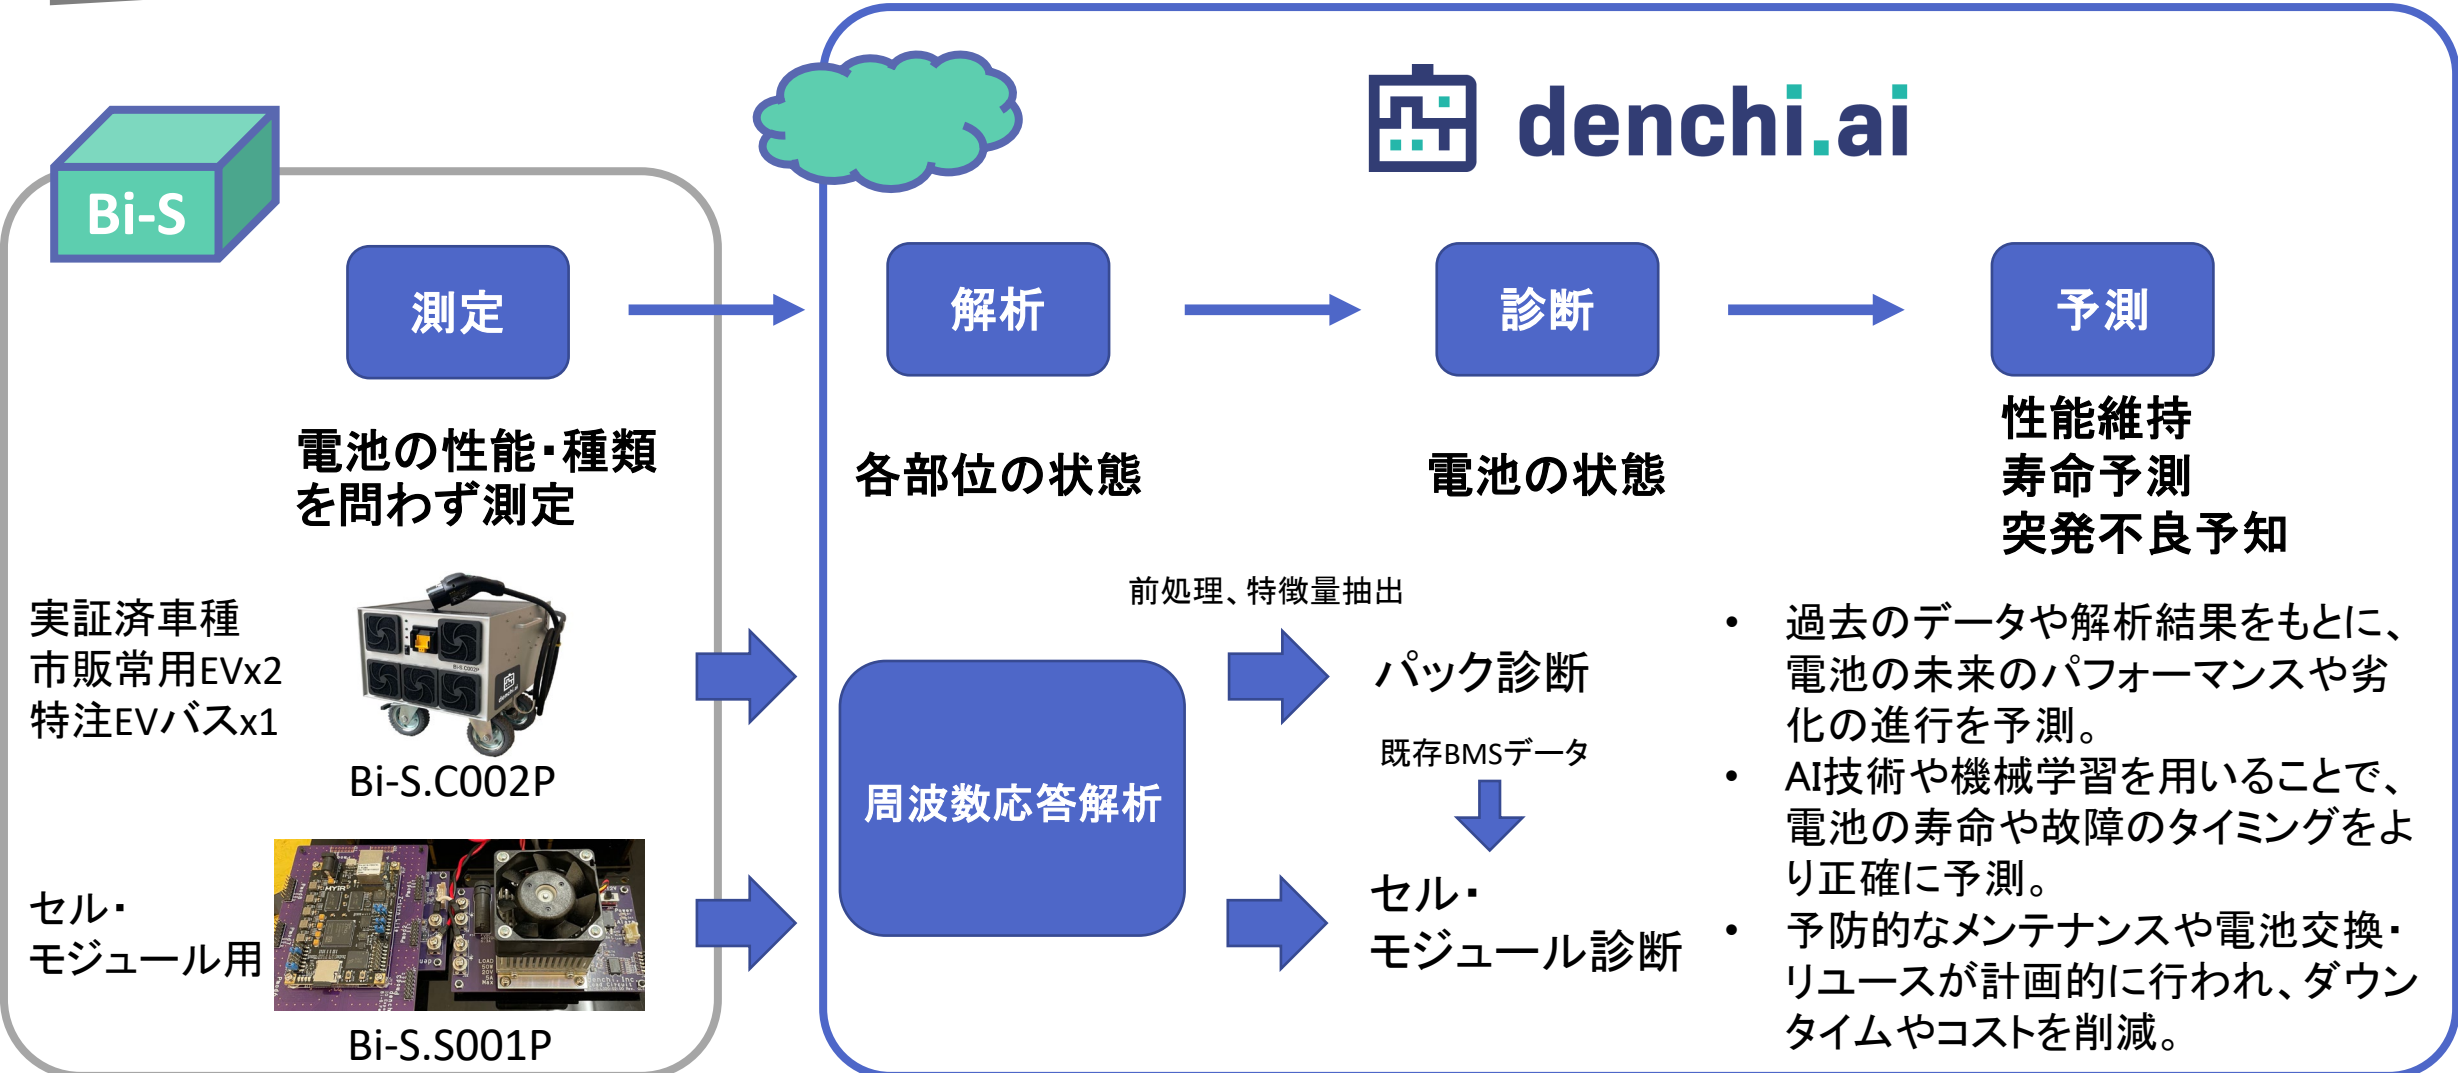 Bi-S
denchi.ai
測定
解析
診断
予測
電池の性能・種類
を問わず測定
各部位の状態
電池の状態
性能維持
寿命予測
突発不良予知
実証済車種
市販常用EVx2
特注EVバスx1
Bi-S.C002P
セル・
モジュール用
Bi-S.S001P
周波数応答解析
前処理、特徴量抽出
パック診断
既存BMSデータ
セル・
モジュール診断
• 過去のデータや解析結果をもとに、
電池の未来のパフォーマンスや劣
化の進行を予測。
• AI技術や機械学習を用いることで、
電池の寿命や故障のタイミングをよ
り正確に予測。
• 予防的なメンテナンスや電池交換・
リユースが計画的に行われ、ダウン
タイムやコストを削減。